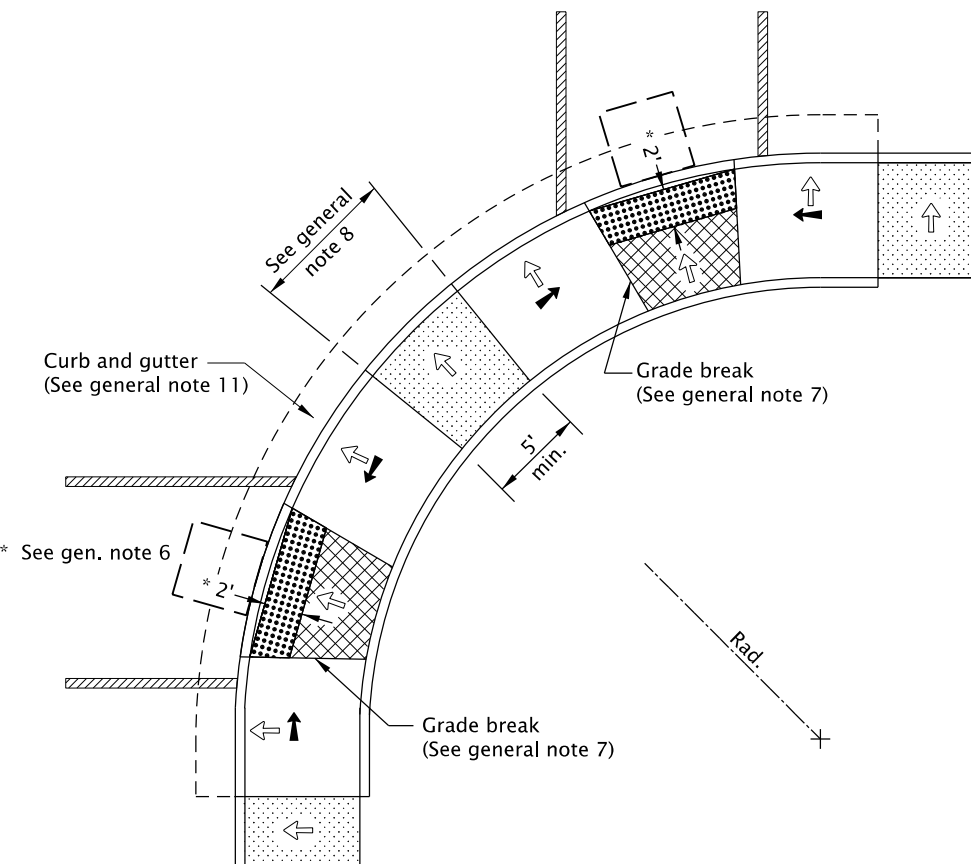 * 2'
See general
note 8
Curb and gutter
(See general note 11)
Grade break
(See general note 7)
5'
min.
* See gen. note 6
* 2'
Rad.
Grade break
(See general note 7)